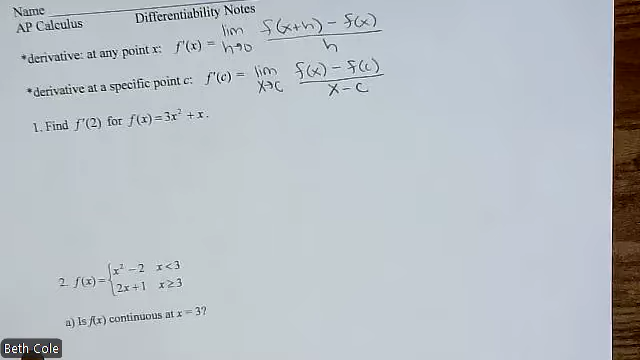 Name
AP Calculus Differentiability Notes
*derivative: at any point x: f'(x) = lim h→0 f(x+h) − f(x) / h
*derivative at a specific point c: f'(c) = lim x→c f(x) − f(c) / x − c
1. Find f'(2) for f(x)=3x² + x.
2. f(x)={x² − 2 x<3
2x+1 x≥3
a) Is f(x) continuous at x = 3?
Beth Cole